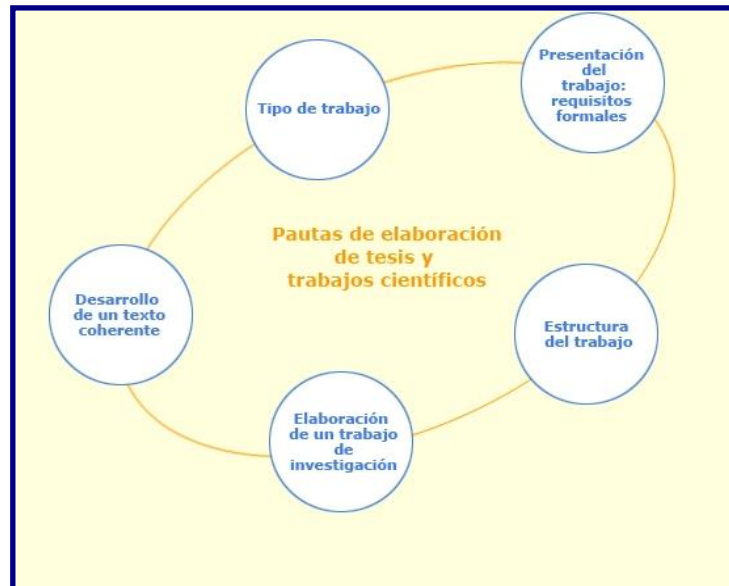 Presentación
del
trabajo:
requisitos
formales
Tipo de trabajo
Pautas de elaboración
de tesis y
trabajos científicos
Desarrollo
de un texto
coherente
Estructura
del trabajo
Elaboración
de un trabajo
de
investigación